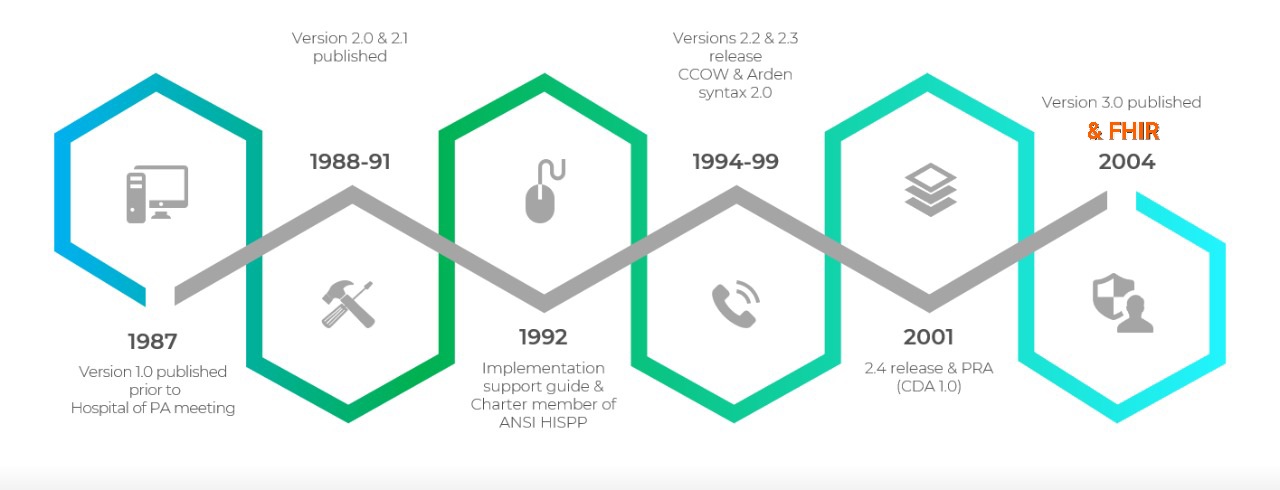 1987
Version 1.0 published
prior to
Hospital of PA meeting
Version 2.0 & 2.1
published
1988-91
1992
Implementation
support guide &
Charter member of
ANSI HISPP
Versions 2.2 & 2.3
release
CCOW & Arden
syntax 2.0
1994-99
2001
2.4 release & PRA
(CDA 1.0)
Version 3.0 published
& FHIR
2004